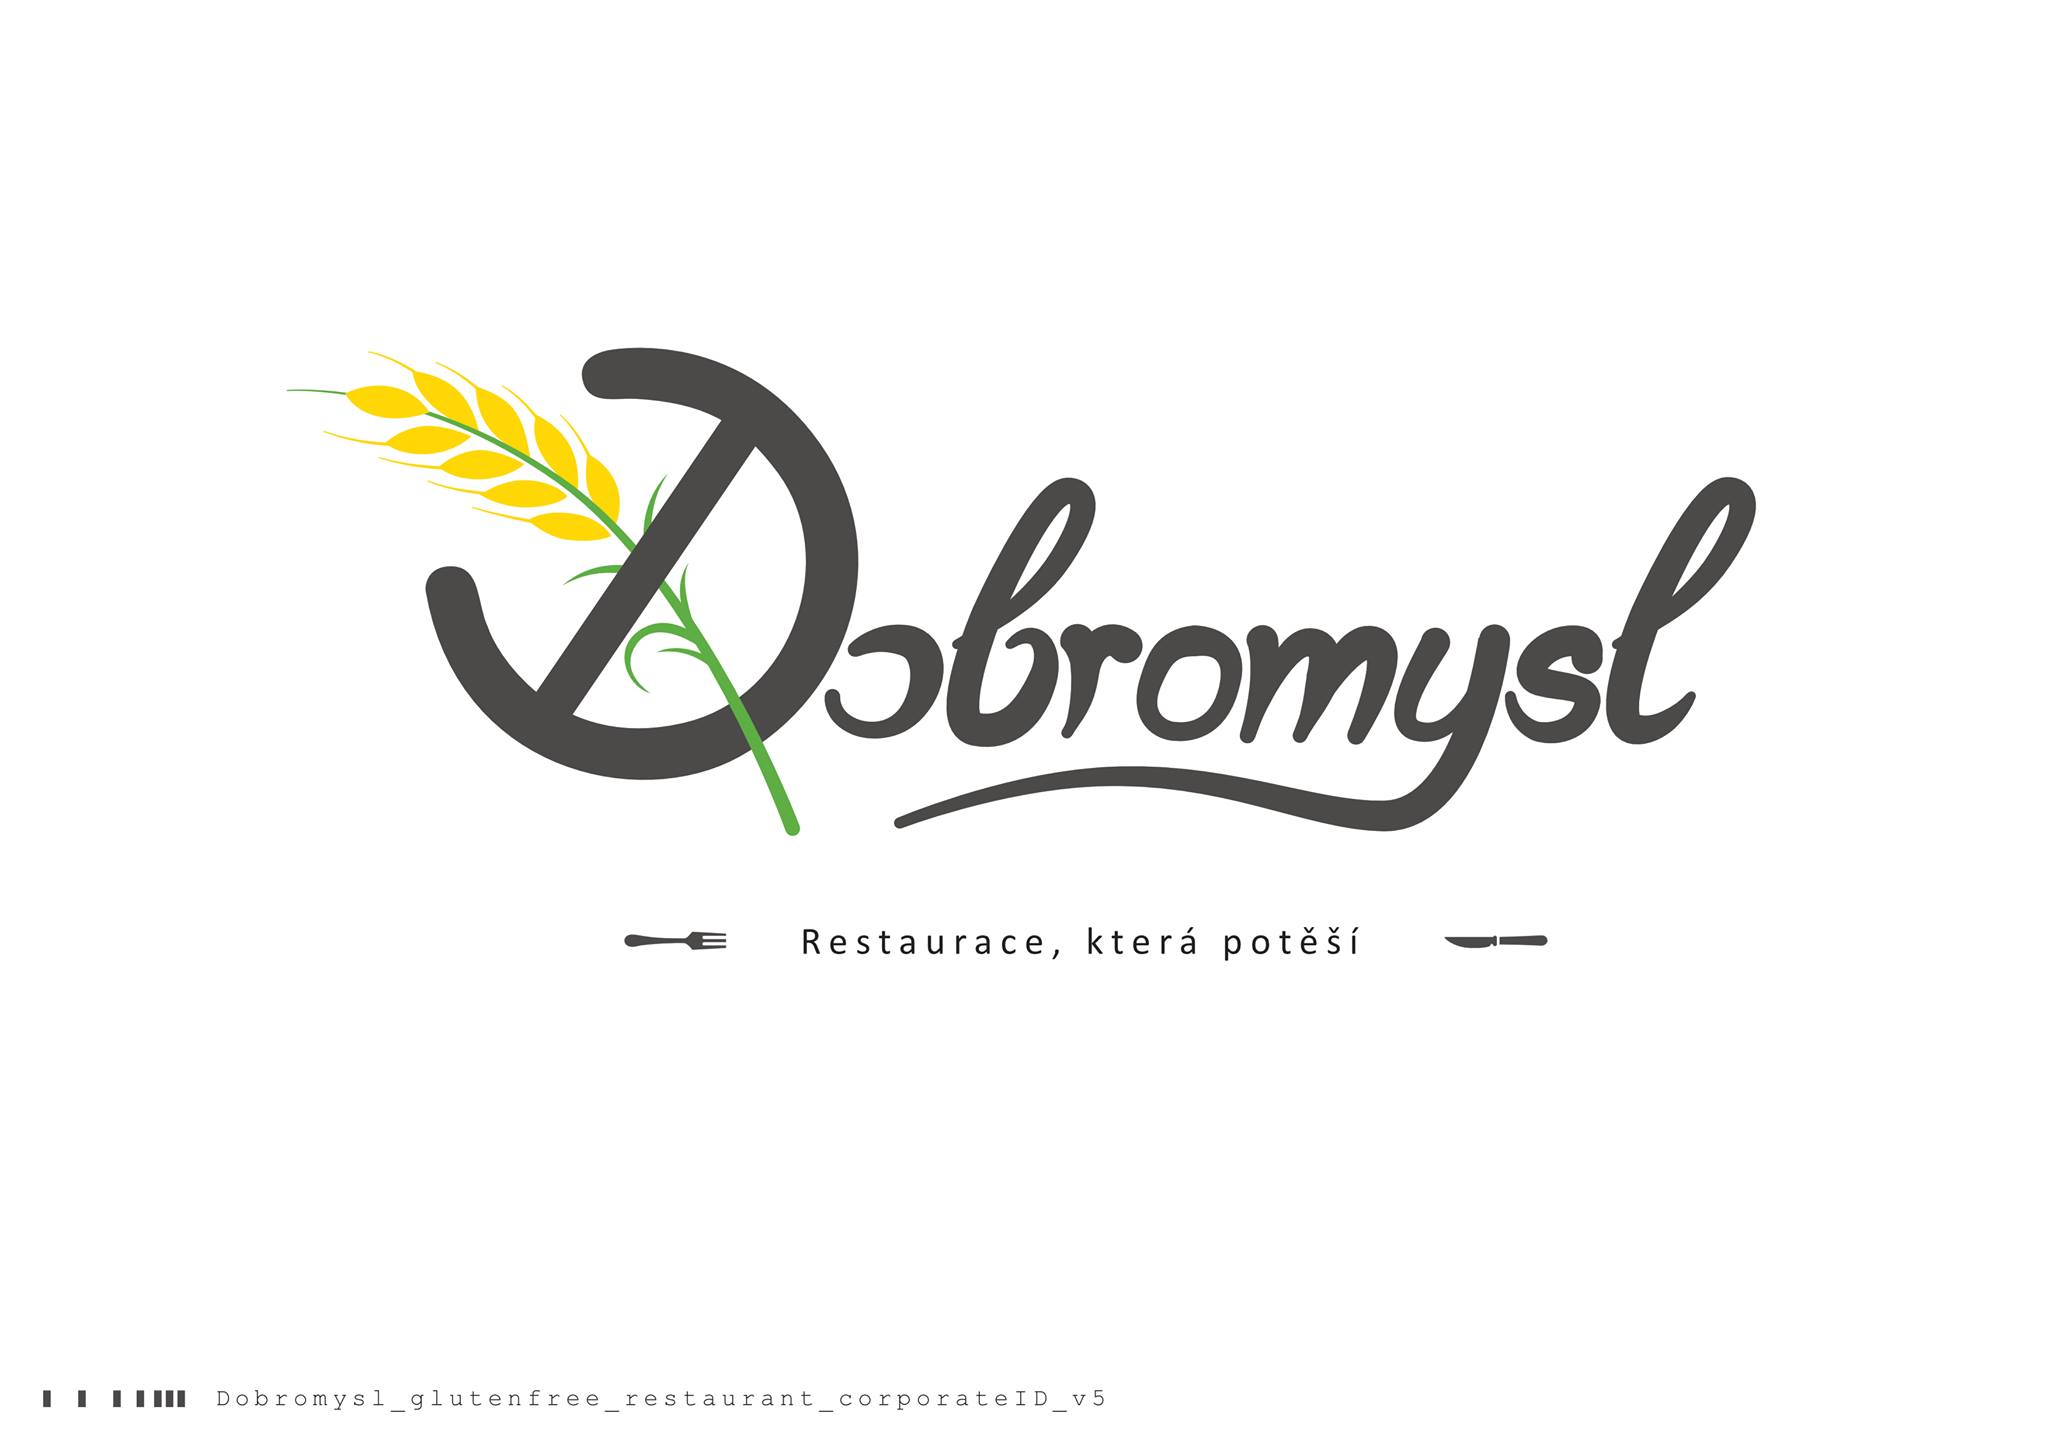 Dobromysl
Restaurace, která potěší
Dobromysl_glutenfree_restaurant_corporateID_v5